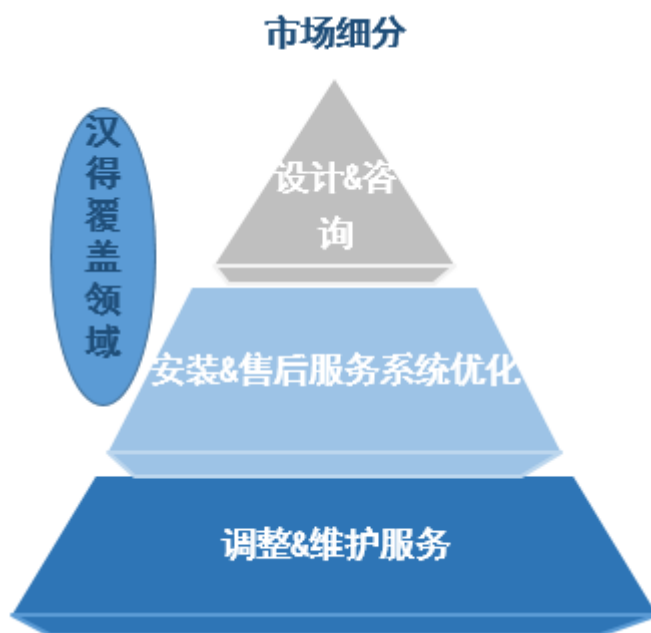 市场细分
汉得覆盖领域
设计&咨
询
安装&售后服务系统优化
调整&维护服务